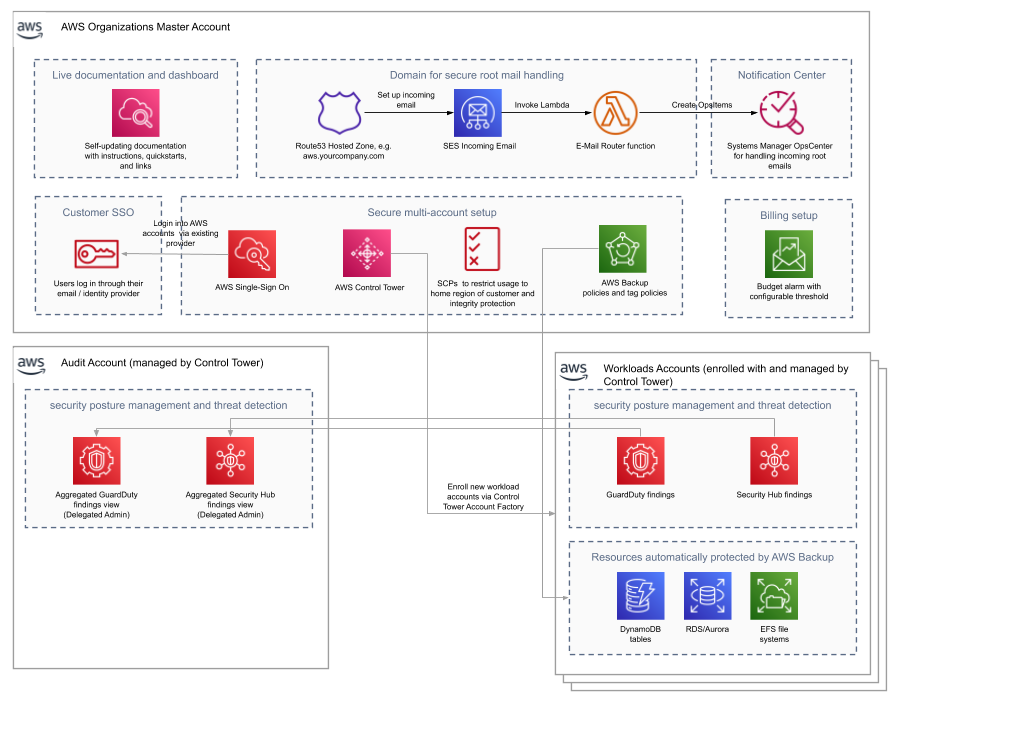 aws
AWS Organizations Master Account
Live documentation and dashboard
Self-updating documentation
with instructions, quickstarts,
and links
Domain for secure root mail handling
Set up incoming
email
Invoke Lambda
Create OpsItems
Route53 Hosted Zone, e.g.
aws.yourcompany.com
SES Incoming Email
E-Mail Router function
Notification Center
Systems Manager OpsCenter
for handling incoming root
emails
Customer SSO
Users log in through their
email / identity provider
Login into AWS
accounts via existing
provider
Secure multi-account setup
AWS Single-Sign On
AWS Control Tower
SCPs to restrict usage to
home region of customer and
integrity protection
AWS Backup
policies and tag policies
Billing setup
Budget alarm with
configurable threshold
aws
Audit Account (managed by Control Tower)
security posture management and threat detection
Aggregated GuardDuty
findings view
(Delegated Admin)
Aggregated Security Hub
findings view
(Delegated Admin)
Enroll new workload
accounts via Control
Tower Account Factory
aws
Workloads Accounts (enrolled with and managed by
Control Tower)
security posture management and threat detection
GuardDuty findings
Security Hub findings
Resources automatically protected by AWS Backup
DynamoDB
tables
RDS/Aurora
EFS file
systems